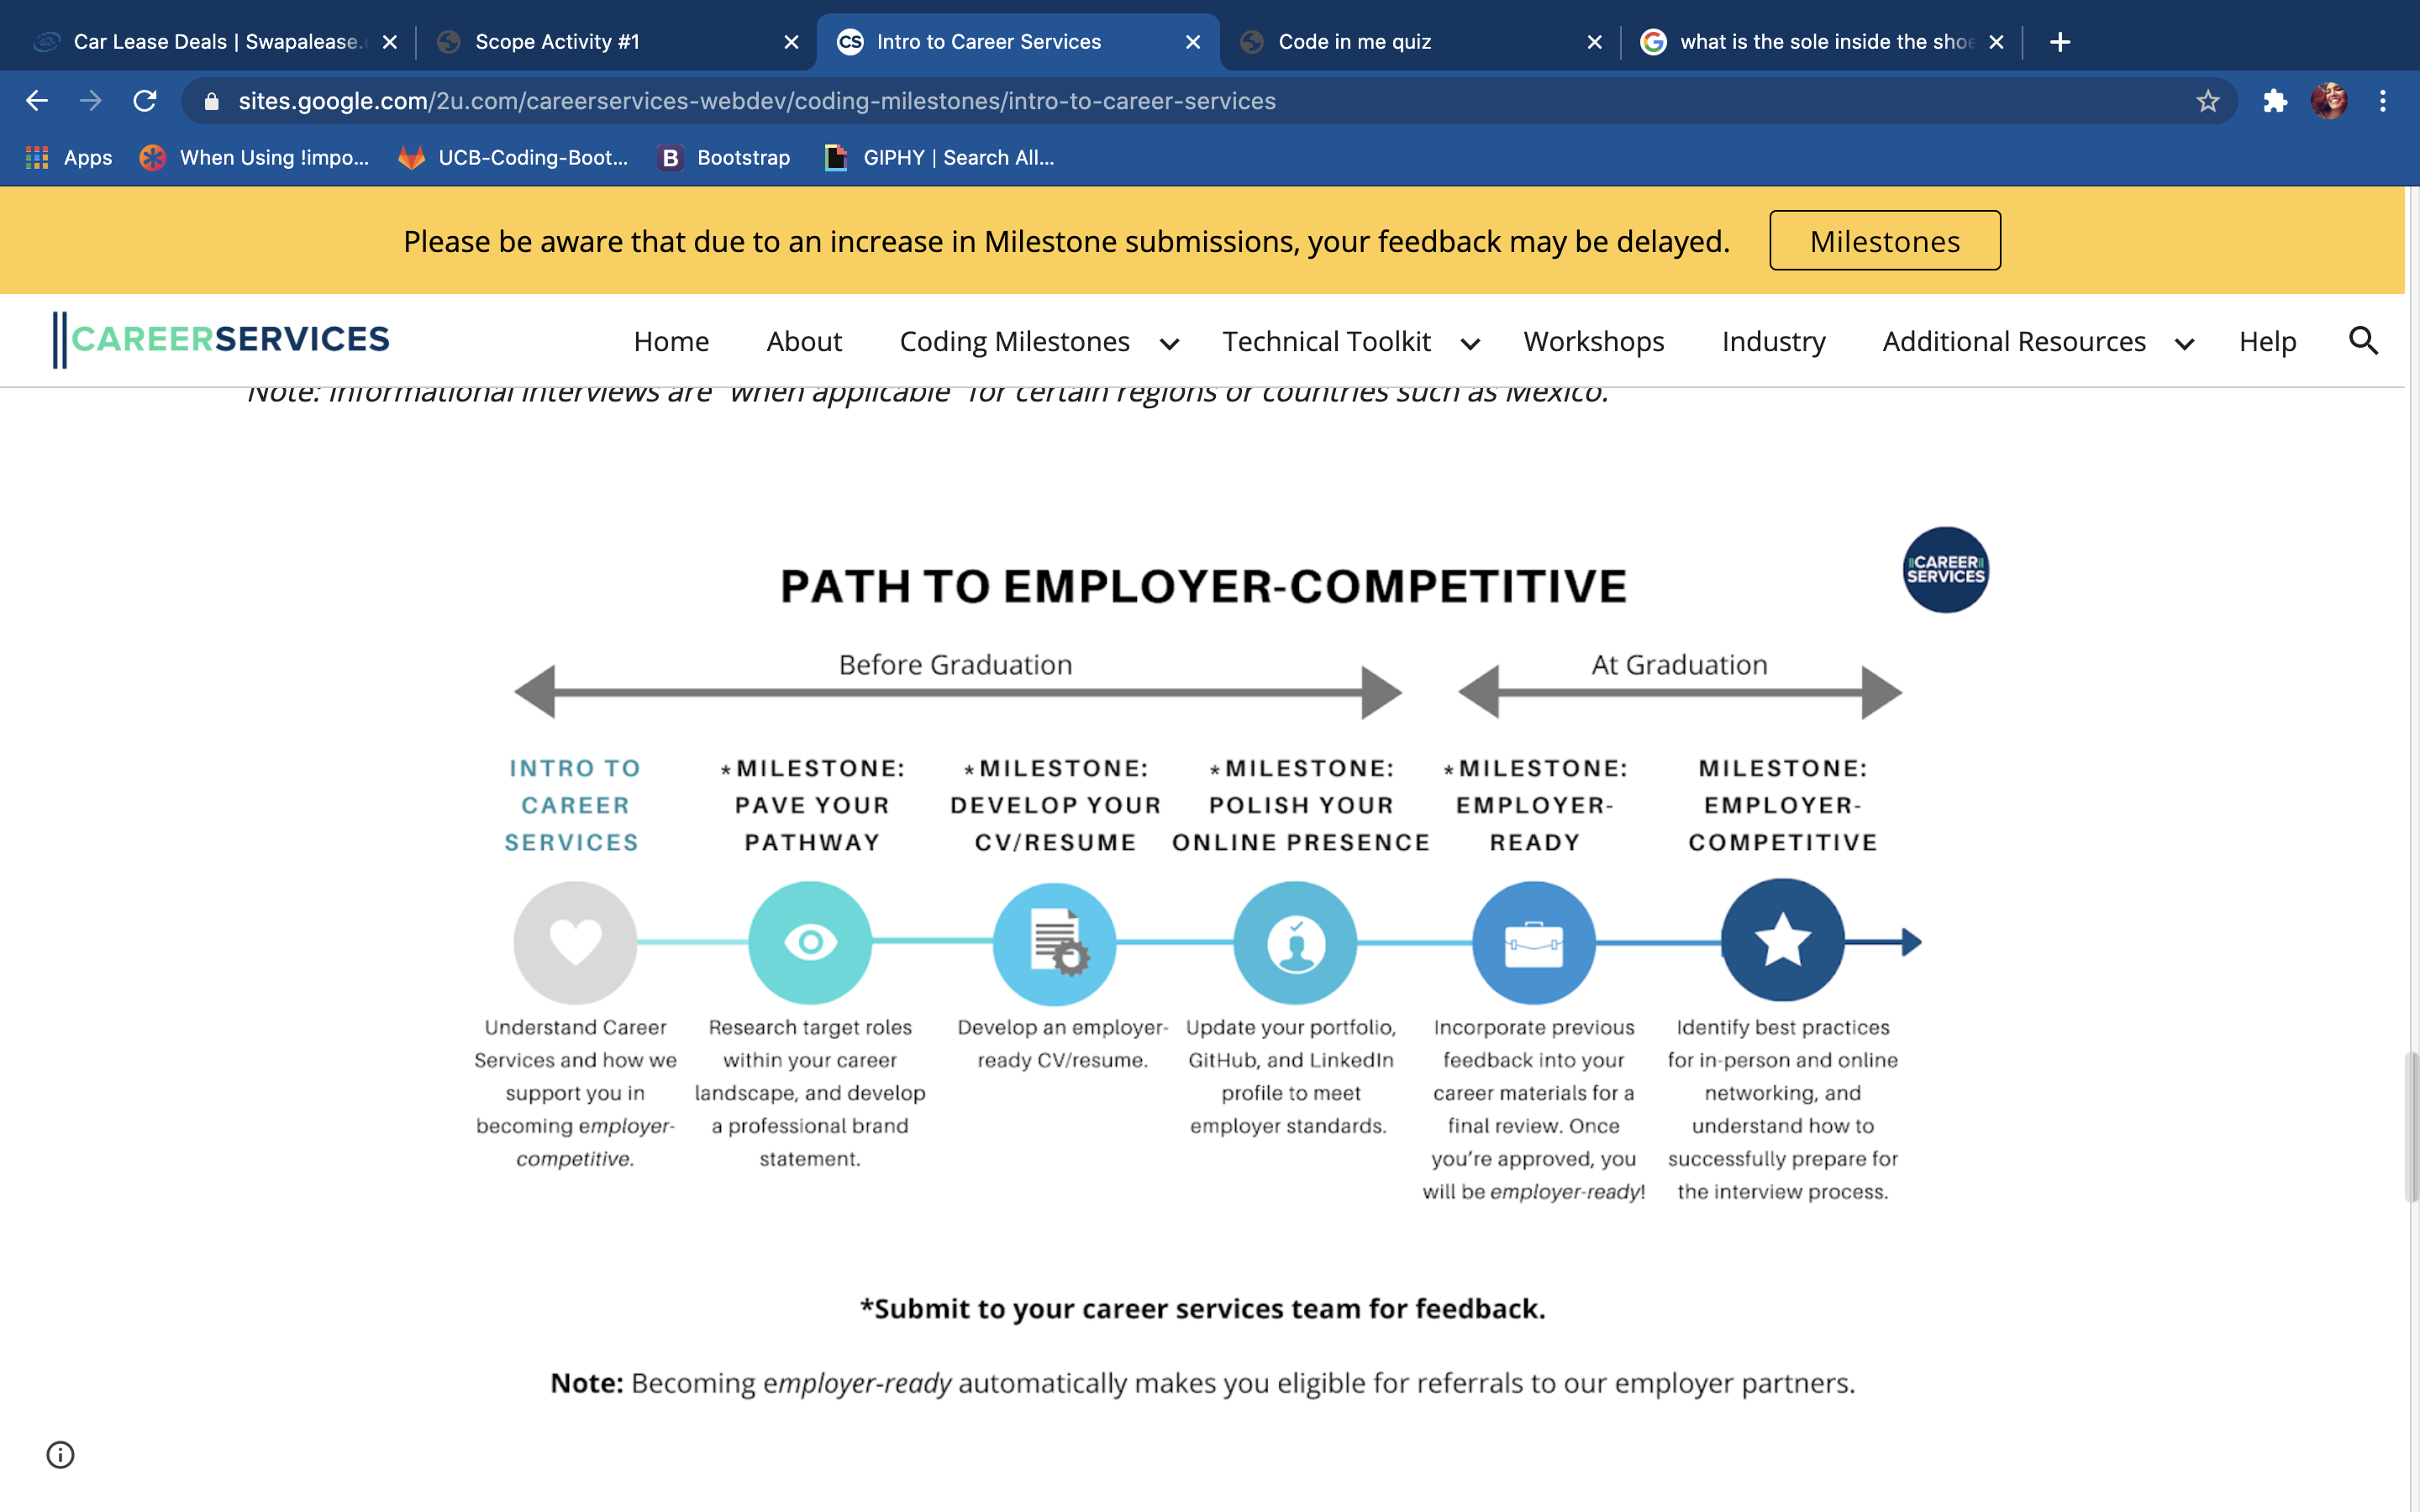 Car Lease Deals | Swapalease.
Scope Activity #1
CS
Intro to Career Services
Code in me quiz
what is the sole inside the shoe
sites.google.com/2u.com/careerservices-webdev/coding-milestones/intro-to-career-services
Apps
When Using !impo...
UCB-Coding-Boot...
B
Bootstrap
GIPHY | Search All...
Please be aware that due to an increase in Milestone submissions, your feedback may be delayed.
Milestones
CAREERSERVICES
Home
About
Coding Milestones
Technical Toolkit
Workshops
Industry
Additional Resources
Help
Note: Informational interviews are "when applicable" for certain regions or countries such as Mexico.
PATH TO EMPLOYER-COMPETITIVE
CAREER
SERVICES
Before Graduation
At Graduation
INTRO TO
CAREER
SERVICES
*MILESTONE:
PAVE YOUR
PATHWAY
*MILESTONE:
DEVELOP YOUR
CV/RESUME
*MILESTONE:
POLISH YOUR
ONLINE PRESENCE
*MILESTONE:
EMPLOYER-
READY
MILESTONE:
EMPLOYER-
COMPETITIVE
Understand Career
Services and how we
support you in
becoming employer-
competitive.
Research target roles
within your career
landscape, and develop
a professional brand
statement.
Develop an employer-
ready CV/resume.
Update your portfolio,
GitHub, and LinkedIn
profile to meet
employer standards.
Incorporate previous
feedback into your
career materials for a
final review. Once
you're approved, you
will be employer-ready!
Identify best practices
for in-person and online
networking, and
understand how to
successfully prepare for
the interview process.
*Submit to your career services team for feedback.
Note: Becoming employer-ready automatically makes you eligible for referrals to our employer partners.